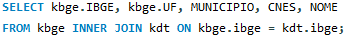 SELECT kbge.IBGE, kbge.UF, MUNICIPIO, CNES, NOME
FROM kbge INNER JOIN kdt ON kbge.ibge = kdt.ibge;